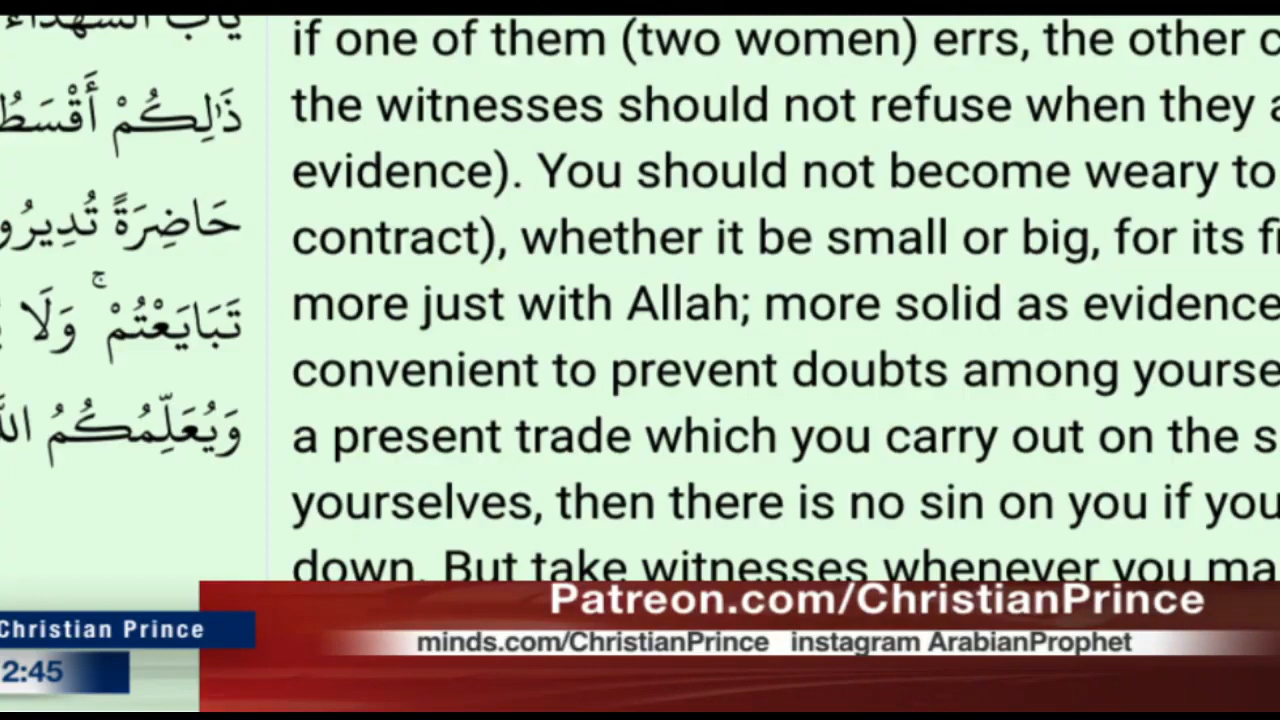 ذَٰلِكُمْ أَقْسَطُ
حَاضِرَةً تُدِيرُو
تَبَايَعْتُمْ ۚ وَلَا
وَيُعَلِّمُكُمُ
if one of them (two women) errs, the other c
the witnesses should not refuse when they a
evidence). You should not become weary to
contract), whether it be small or big, for its fi
more just with Allah; more solid as evidence
convenient to prevent doubts among yourse
a present trade which you carry out on the s
yourselves, then there is no sin on you if you
down. But take witnesses whenever you ma
Patreon.com/ChristianPrince
Christian Prince
minds.com/ChristianPrince instagram ArabianProphet
2:45